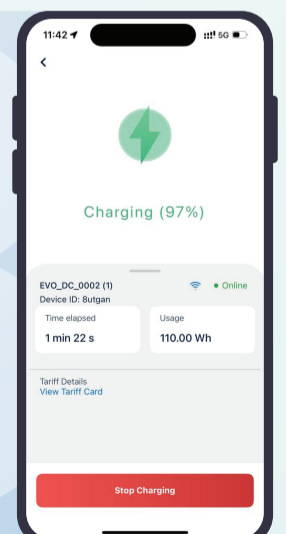 11:42
5G
Charging (97%)
EVO_DC_0002 (1)
Online
Device ID: 8utgan
Time elapsed
Usage
1 min 22 s
110.00 Wh
Tariff Details
View Tariff Card
Stop Charging